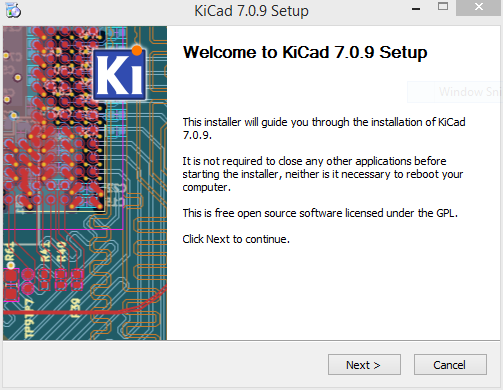 KiCad 7.0.9 Setup
Ki
Welcome to KiCad 7.0.9 Setup
Window Sni
This installer will guide you through the installation of KiCad
7.0.9.
It is not required to close any other applications before
starting the installer, neither is it necessary to reboot your
computer.
This is free open source software licensed under the GPL.
Click Next to continue.
R64
R41
R40
Next >
Cancel